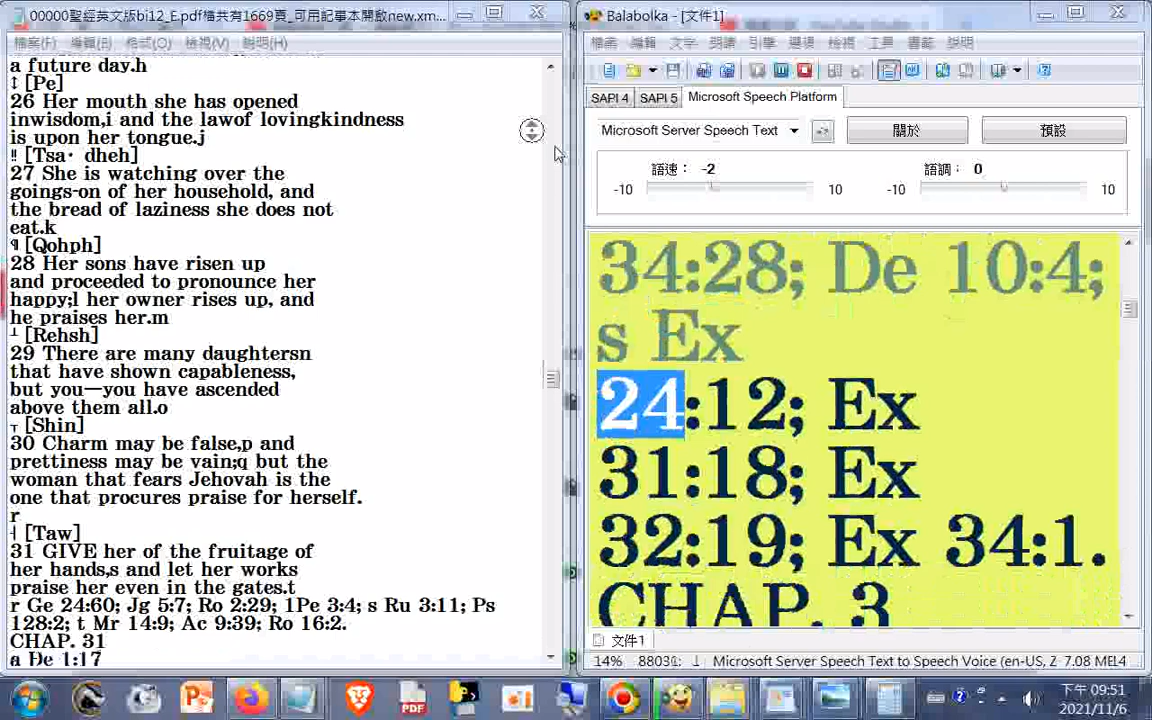 00000聖經英文版bi12_E.pdf檔共有1669頁_可用記事本開啟new.xm...
檔案(F) 編輯(E) 格式(O) 檢視(V) 說明(H)
a future day.h
[Pe]
26 Her mouth she has opened
inwisdom,i and the lawof lovingkindness
is upon her tongue.j
[Tsa· dheh]
27 She is watching over the
goings-on of her household, and
the bread of laziness she does not
eat.k
[Qohph]
28 Her sons have risen up
and proceeded to pronounce her
happy;l her owner rises up, and
he praises her.m
[Rehsh]
29 There are many daughtersn
that have shown capableness,
but you—you have ascended
above them all.o
[Shin]
30 Charm may be false,p and
prettiness may be vain;q but the
woman that fears Jehovah is the
one that procures praise for herself.
r
[Taw]
31 GIVE her of the fruitage of
her hands,s and let her works
praise her even in the gates.t
r Ge 24:60; Jg 5:7; Ro 2:29; 1Pe 3:4; s Ru 3:11; Ps
128:2; t Mr 14:9; Ac 9:39; Ro 16:2.
CHAP. 31
a De 1:17
Balabolka - [文件1]
檔案 編輯 文字 朗讀 引擎 選項 檢視 工具 書籤 說明
SAPI 4 SAPI 5 Microsoft Speech Platform
Microsoft Server Speech Text 關於 預設
語速： -2 語調： 0
-10 10 -10 10
34:28; De 10:4;
s Ex
24:12; Ex
31:18; Ex
32:19; Ex 34:1.
CHAP. 3
文件1
14% Microsoft Server Speech Text to Speech Voice (en-US, Z 7.08 ME
下午 09:51
2021/11/6